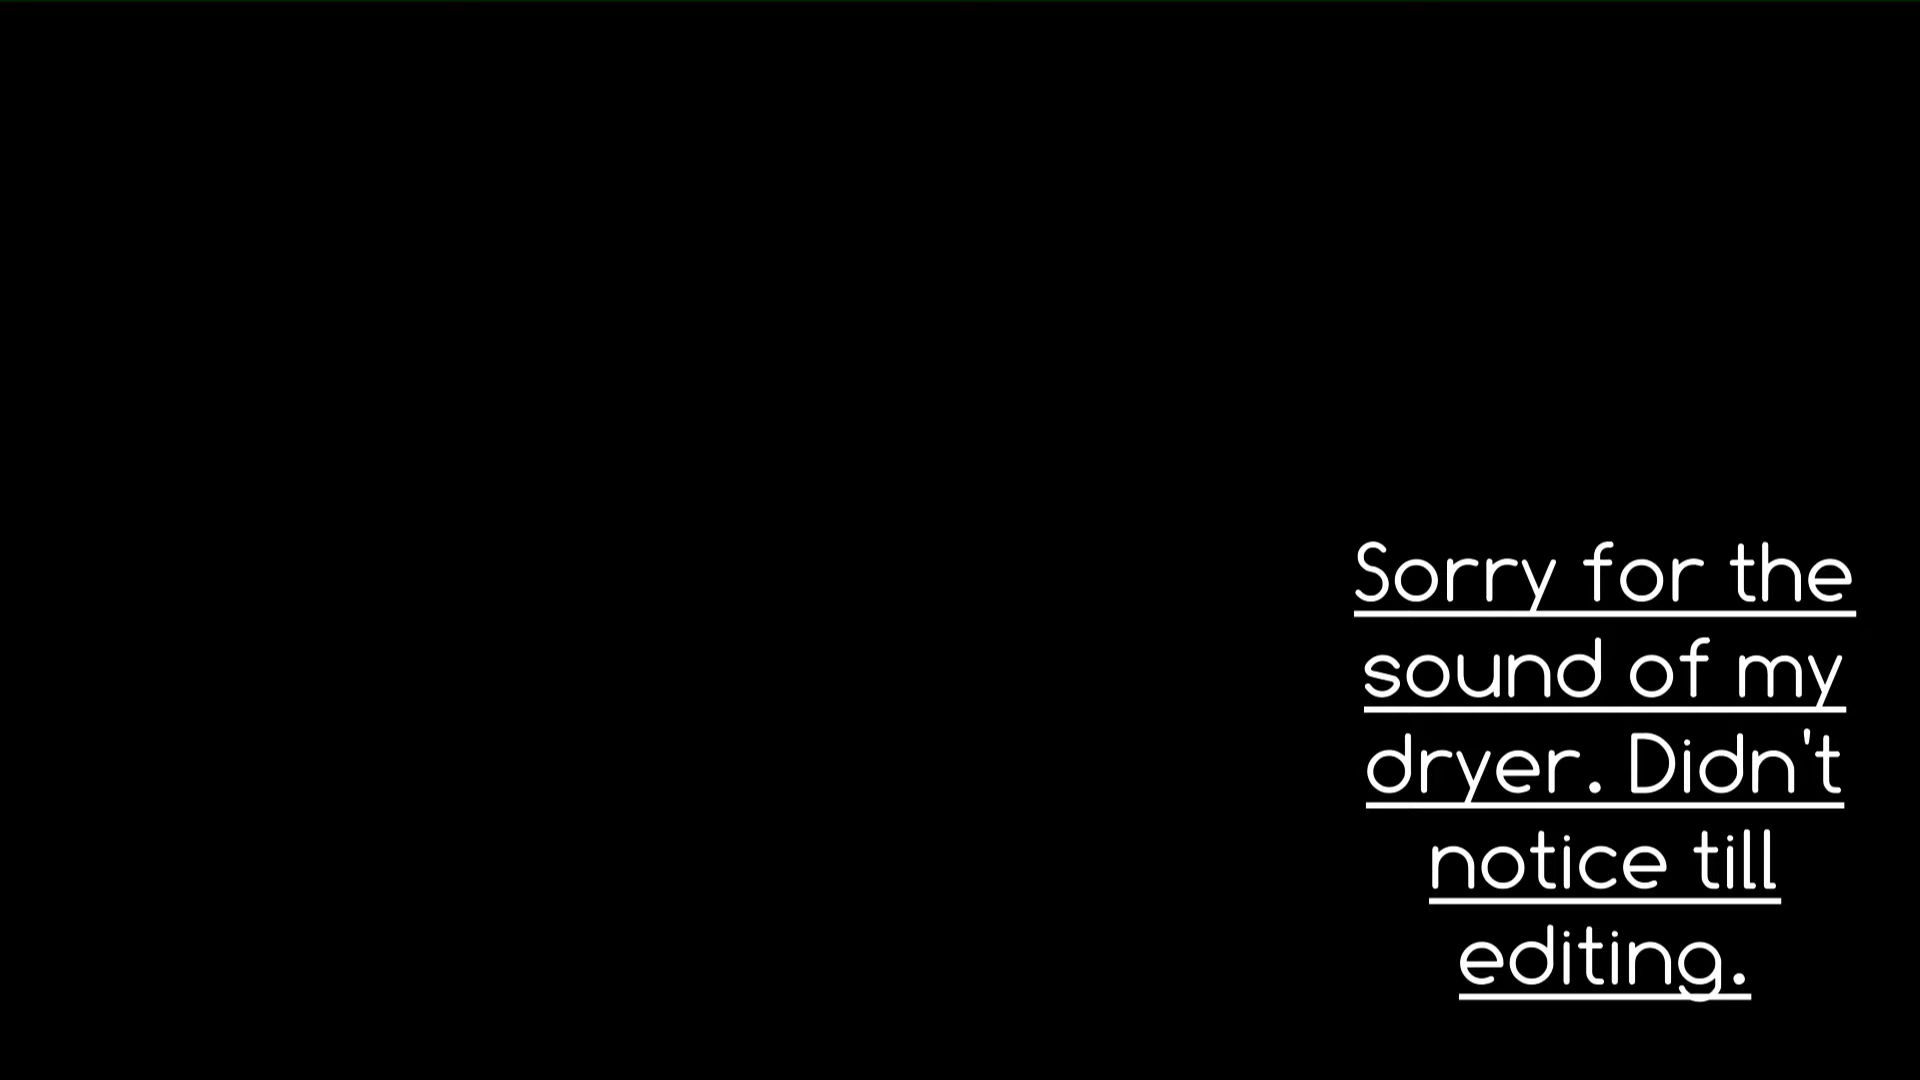 Sorry for the
sound of my
dryer. Didn't
notice till
editing.